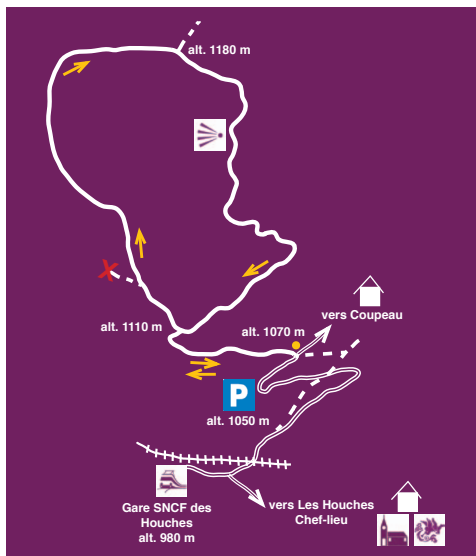 alt. 1180 m
alt. 1110 m
alt. 1070 m
vers Coupeau
P
alt. 1050 m
Gare SNCF des
Houches
alt. 980 m
vers Les Houches
Chef-lieu